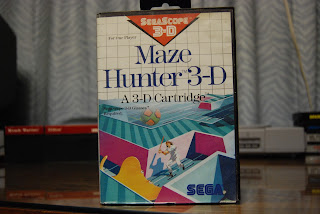 SEGASCOPE
3-D
For One Player
Maze
Hunter 3-D
A 3-D Cartridge
SEGA